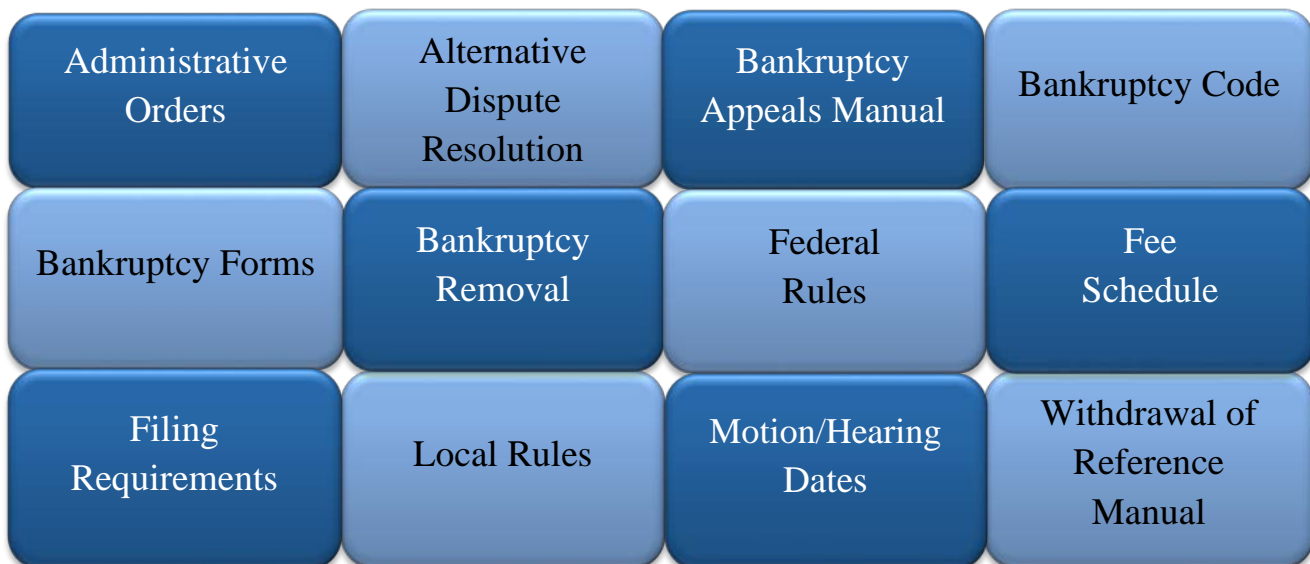 Administrative
Orders
Alternative
Dispute
Resolution
Bankruptcy
Appeals Manual
Bankruptcy Code
Bankruptcy Forms
Bankruptcy
Removal
Federal
Rules
Fee
Schedule
Filing
Requirements
Local Rules
Motion/Hearing
Dates
Withdrawal of
Reference
Manual